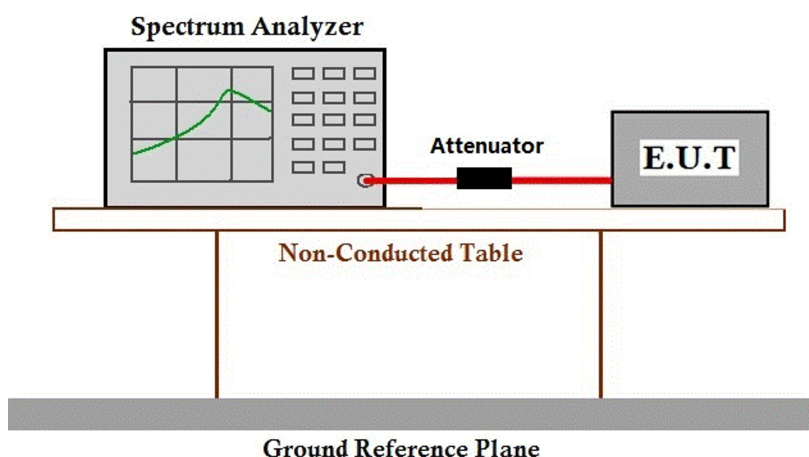 Spectrum Analyzer
Attenuator
E.U.T
Non-Conducted Table
Ground Reference Plane